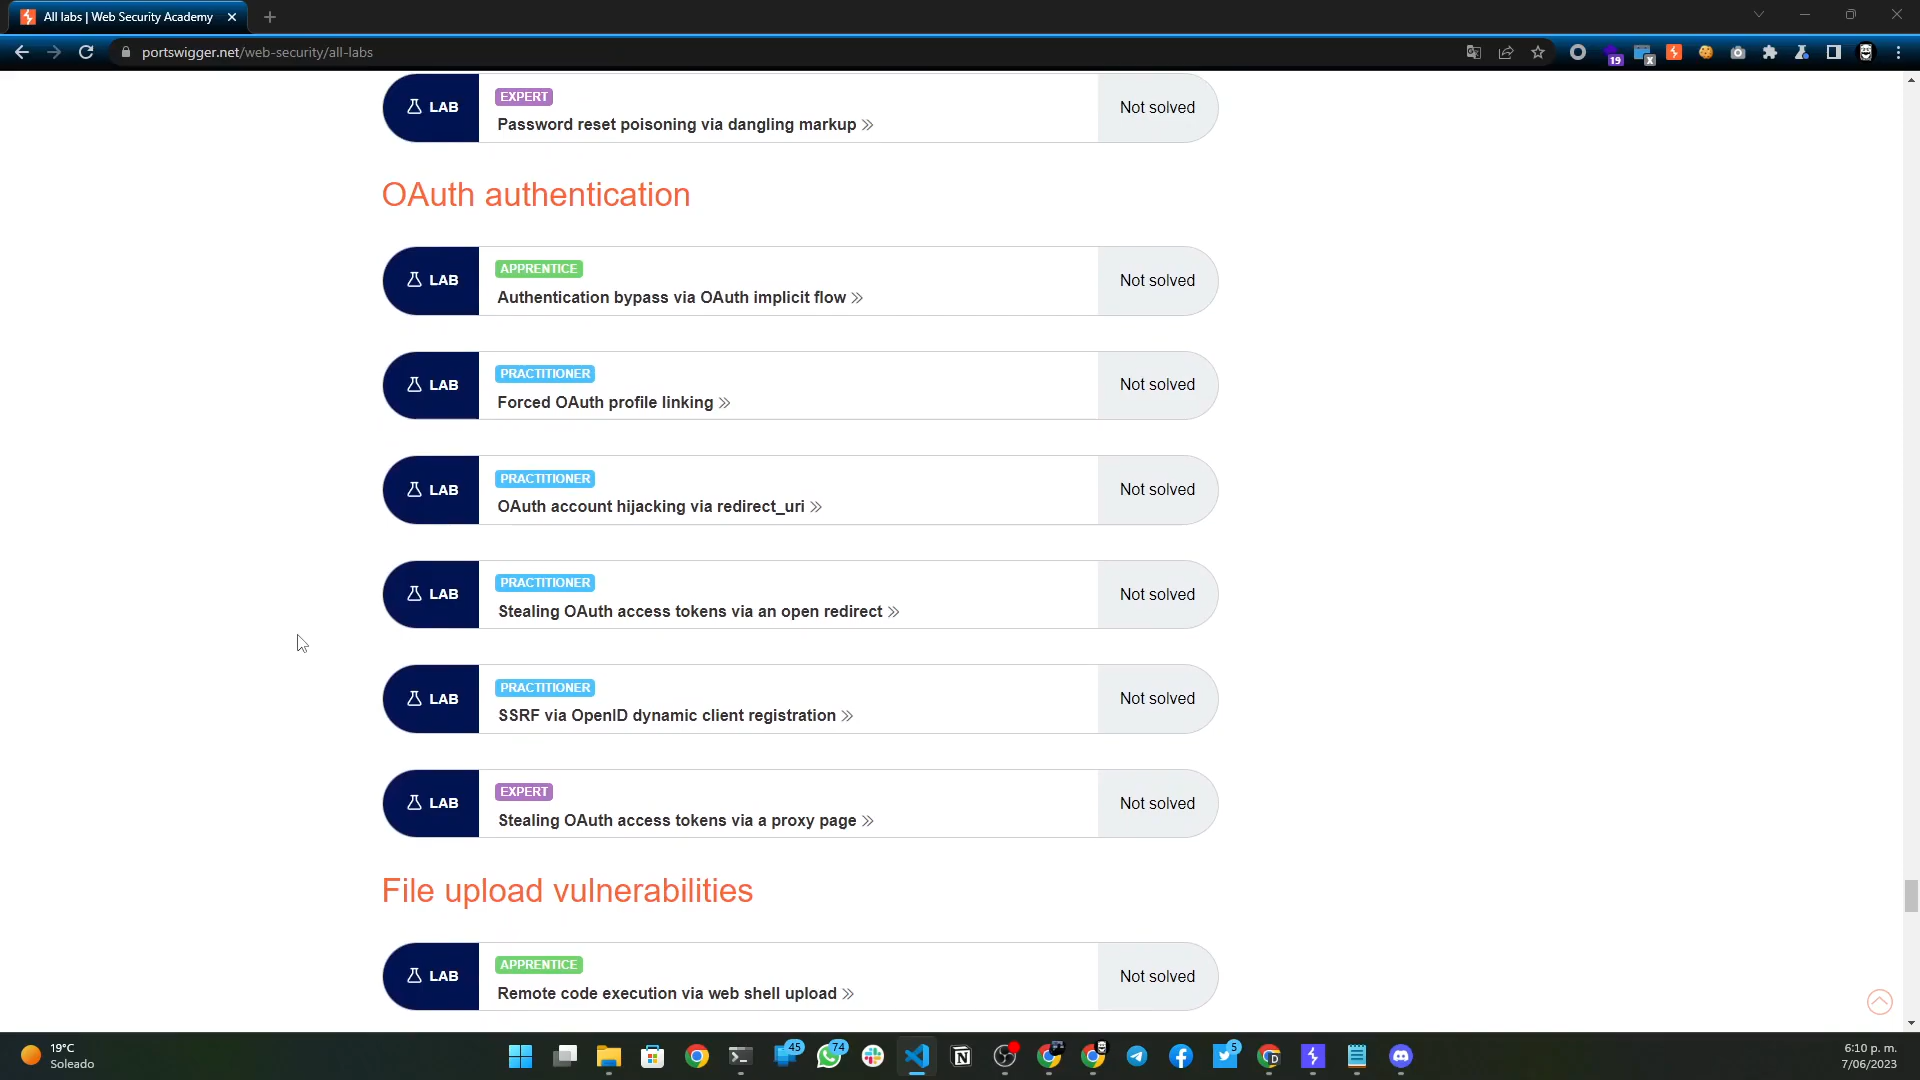 All labs | Web Security Academy
portswigger.net/web-security/all-labs
19
X
LAB
EXPERT
Password reset poisoning via dangling markup
Not solved
OAuth authentication
LAB
APPRENTICE
Authentication bypass via OAuth implicit flow
Not solved
LAB
PRACTITIONER
Forced OAuth profile linking
Not solved
LAB
PRACTITIONER
OAuth account hijacking via redirect_uri
Not solved
LAB
PRACTITIONER
Stealing OAuth access tokens via an open redirect
Not solved
LAB
PRACTITIONER
SSRF via OpenID dynamic client registration
Not solved
LAB
EXPERT
Stealing OAuth access tokens via a proxy page
Not solved
File upload vulnerabilities
LAB
APPRENTICE
Remote code execution via web shell upload
Not solved
19°C
Soleado
45
74
5
6:10 p. m.
7/06/2023